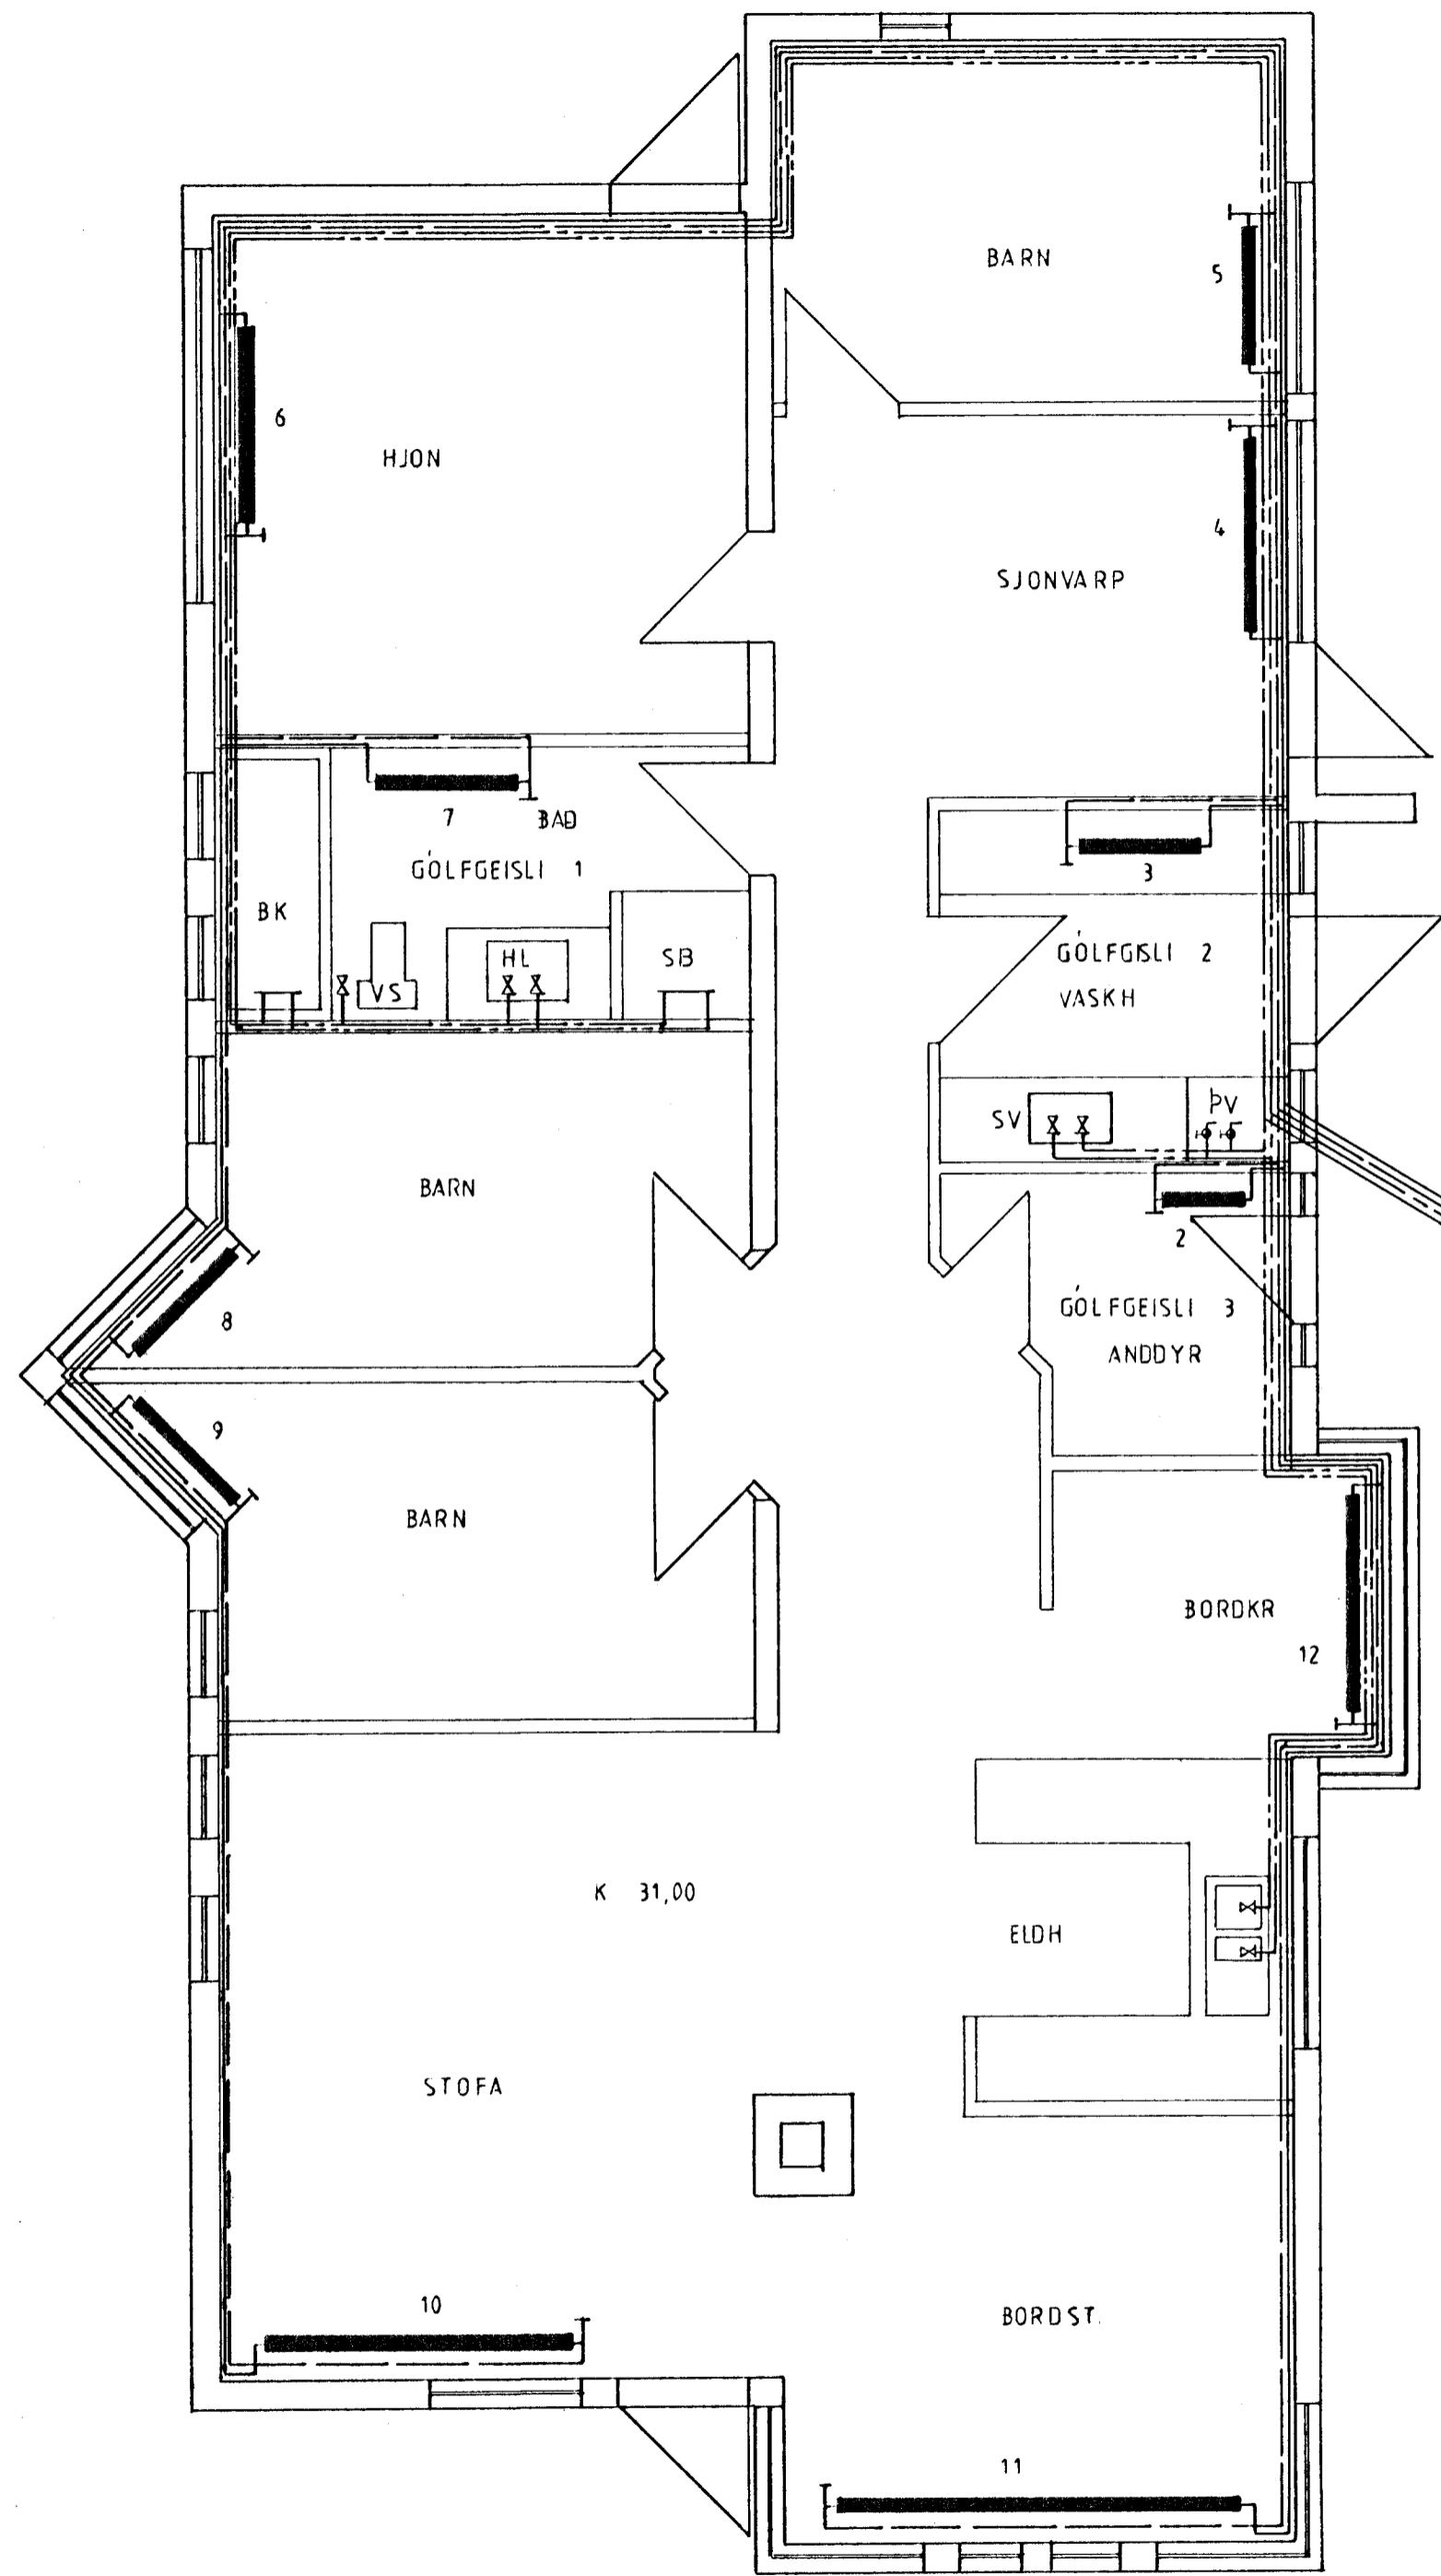 BARN
5
6
HJON
4
SJONVARP
7
BAÐ
GÓLFGEISLI 1
3
BK
HL
SB
VS
GÓLFGISLI 2
VASKH
SV
ÞV
BARN
2
8
GÓLFGEISLI 3
ANDDYR
9
BARN
BORDKR
12
K 31,00
ELDH
STOFA
10
BORDST.
11